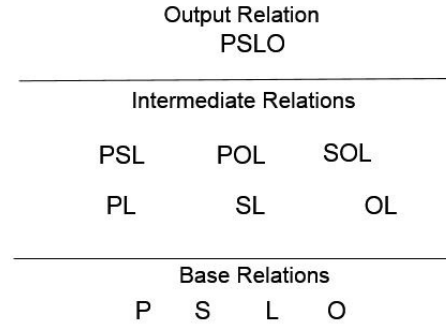 Output Relation
PSLO
Intermediate Relations
PSL POL SOL
PL SL OL
Base Relations
P S L O